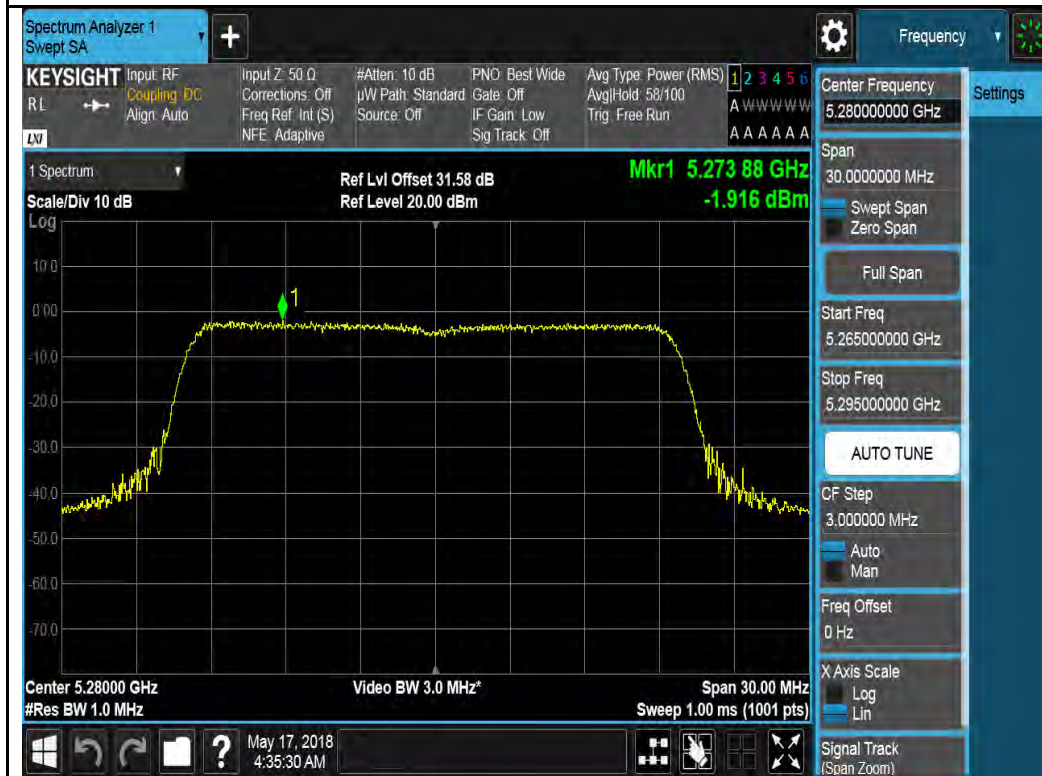 Spectrum Analyzer 1
Swept SA
+
Frequency
KEYSIGHT
Input: RF
Coupling: DC
Align: Auto
Input Z: 50 Ω
Corrections: Off
Freq Ref: Int (S)
NFE: Adaptive
#Atten: 10 dB
µW Path: Standard
Source: Off
PNO: Best Wide
Gate: Off
IF Gain: Low
Sig Track: Off
Avg Type: Power (RMS)
Avg|Hold: 58/100
Trig: Free Run
1 2 3 4 5 6
A W W W W W
A A A A A A
R L
LXI
1 Spectrum
Scale/Div 10 dB
Ref Lvl Offset 31.58 dB
Ref Level 20.00 dBm
Mkr1 5.273 88 GHz
-1.916 dBm
Log
10.0
0.00
-10.0
-20.0
-30.0
-40.0
-50.0
-60.0
-70.0
1
Center 5.28000 GHz
#Res BW 1.0 MHz
Video BW 3.0 MHz*
Span 30.00 MHz
Sweep 1.00 ms (1001 pts)
?
May 17, 2018
4:35:30 AM
Center Frequency
5.280000000 GHz
Span
30.0000000 MHz
Swept Span
Zero Span
Full Span
Start Freq
5.265000000 GHz
Stop Freq
5.295000000 GHz
AUTO TUNE
CF Step
3.000000 MHz
Auto
Man
Freq Offset
0 Hz
X Axis Scale
Log
Lin
Signal Track
(Span Zoom)
Settings